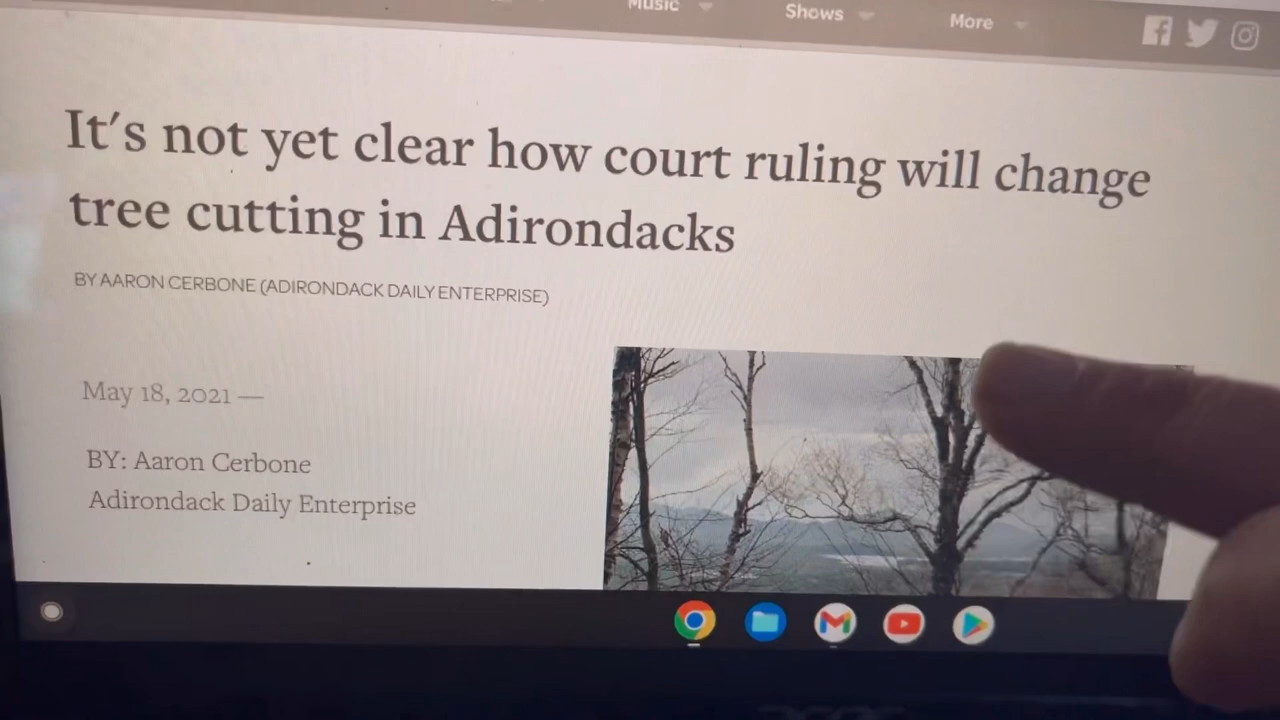 Music
Shows
More
It's not yet clear how court ruling will change
tree cutting in Adirondacks
BY AARON CERBONE (ADIRONDACK DAILY ENTERPRISE)
May 18, 2021 —
BY: Aaron Cerbone
Adirondack Daily Enterprise
acer